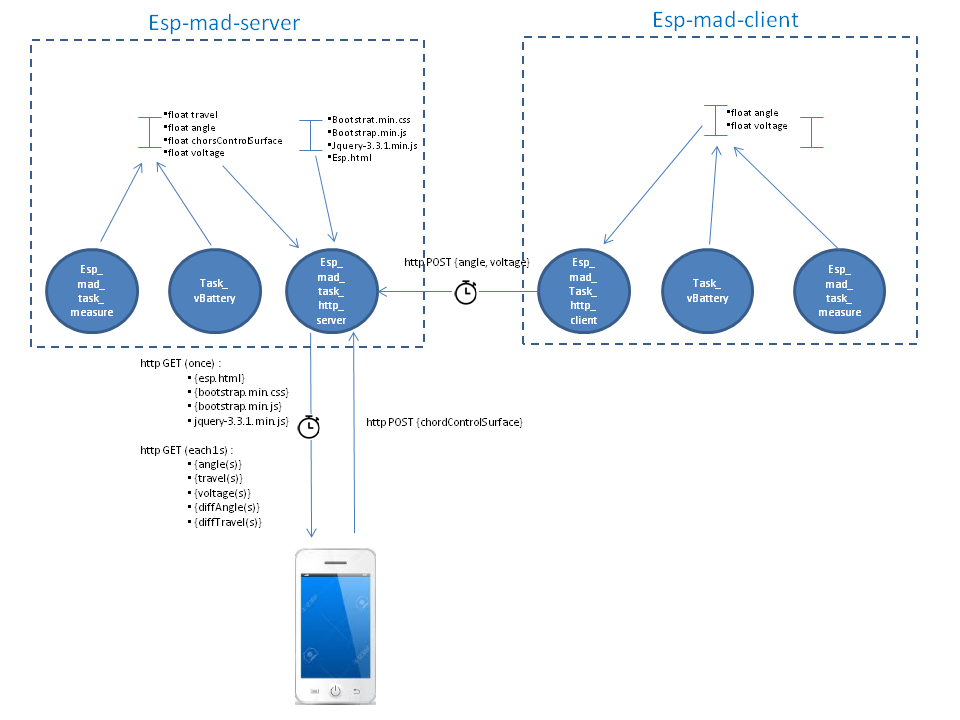 Esp-mad-server
Esp-mad-client
▪float travel
▪float angle
▪float chorsControlSurface
▪float voltage
▪Bootstrat.min.css
▪Bootstrap.min.js
▪Jquery-3.3.1.min.js
▪Esp.html
▪float angle
▪float voltage
Esp_
mad_
task_
measure
Task_
vBattery
Esp_
mad_
task_
http_
server
http POST {angle, voltage}
Esp_
mad_
Task_
http_
client
Task_
vBattery
Esp_
mad_
task_
measure
http GET (once) :
▪ {esp.html}
▪ {bootstrap.min.css}
▪ {bootstrap.min.js}
▪ jquery-3.3.1.min.js}
http POST {chordControlSurface}
http GET (each1s) :
▪ {angle(s)}
▪ {travel(s)}
▪ {voltage(s)}
▪ {diffAngle(s)}
▪ {diffTravel(s)}